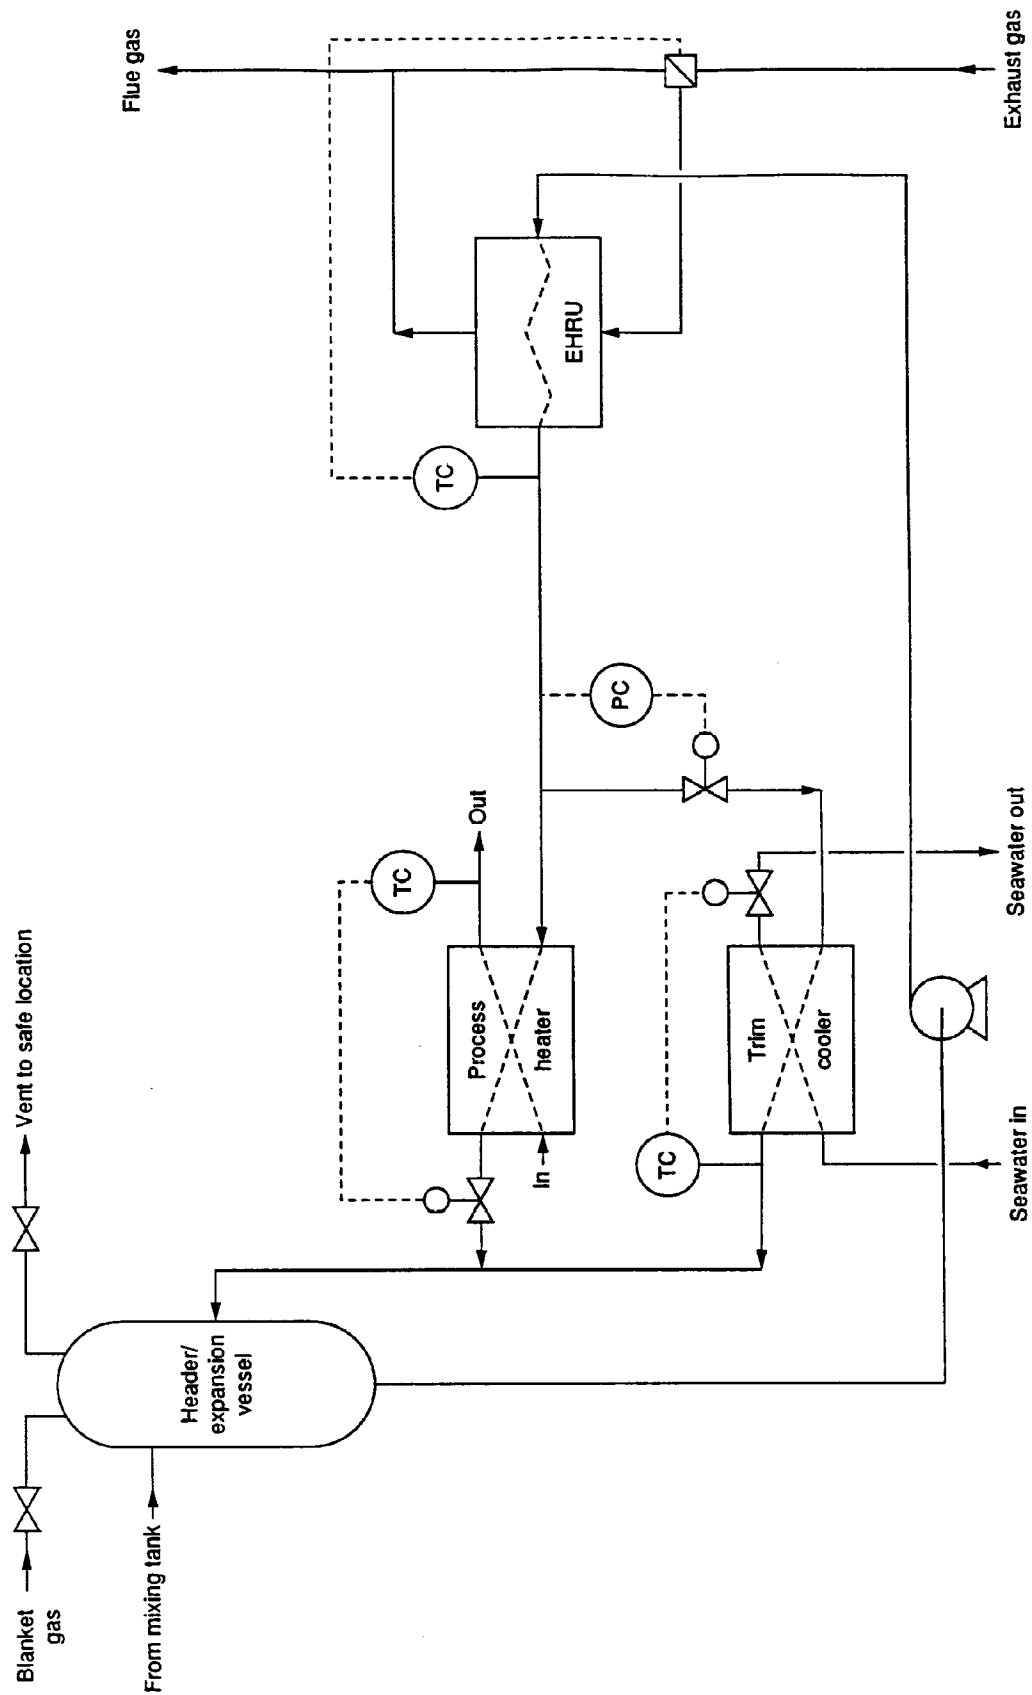 Blanket
gas
Vent to safe location
From mixing tank
Header/
expansion
vessel
In
Process
heater
Out
TC
TC
Trim
cooler
TC
PC
Seawater in
Seawater out
EHRU
Flue gas
Exhaust gas